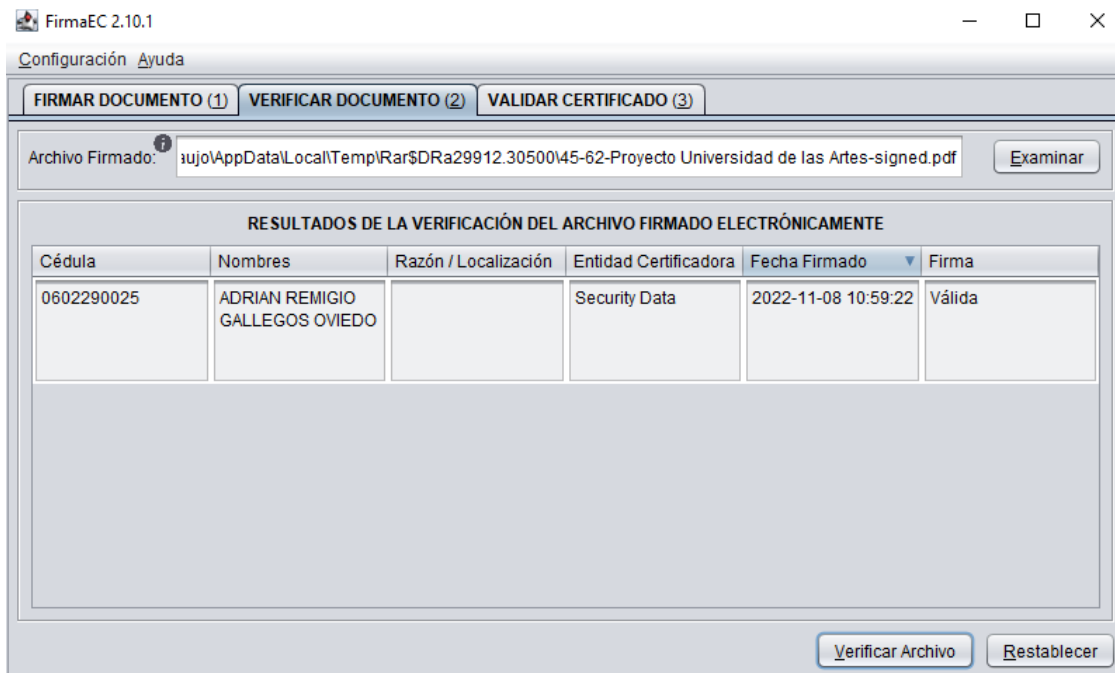 FirmaEC 2.10.1
Configuración Ayuda
FIRMAR DOCUMENTO (1) VERIFICAR DOCUMENTO (2) VALIDAR CERTIFICADO (3)
Archivo Firmado: aujo\AppData\Local\Temp\Rar$DRa29912.30500\45-62-Proyecto Universidad de las Artes-signed.pdf Examinar
RESULTADOS DE LA VERIFICACIÓN DEL ARCHIVO FIRMADO ELECTRÓNICAMENTE
Cédula Nombres Razón / Localización Entidad Certificadora Fecha Firmado Firma
0602290025 ADRIAN REMIGIO Security Data 2022-11-08 10:59:22 Válida
GALLEGOS OVIEDO
Verificar Archivo Restablecer